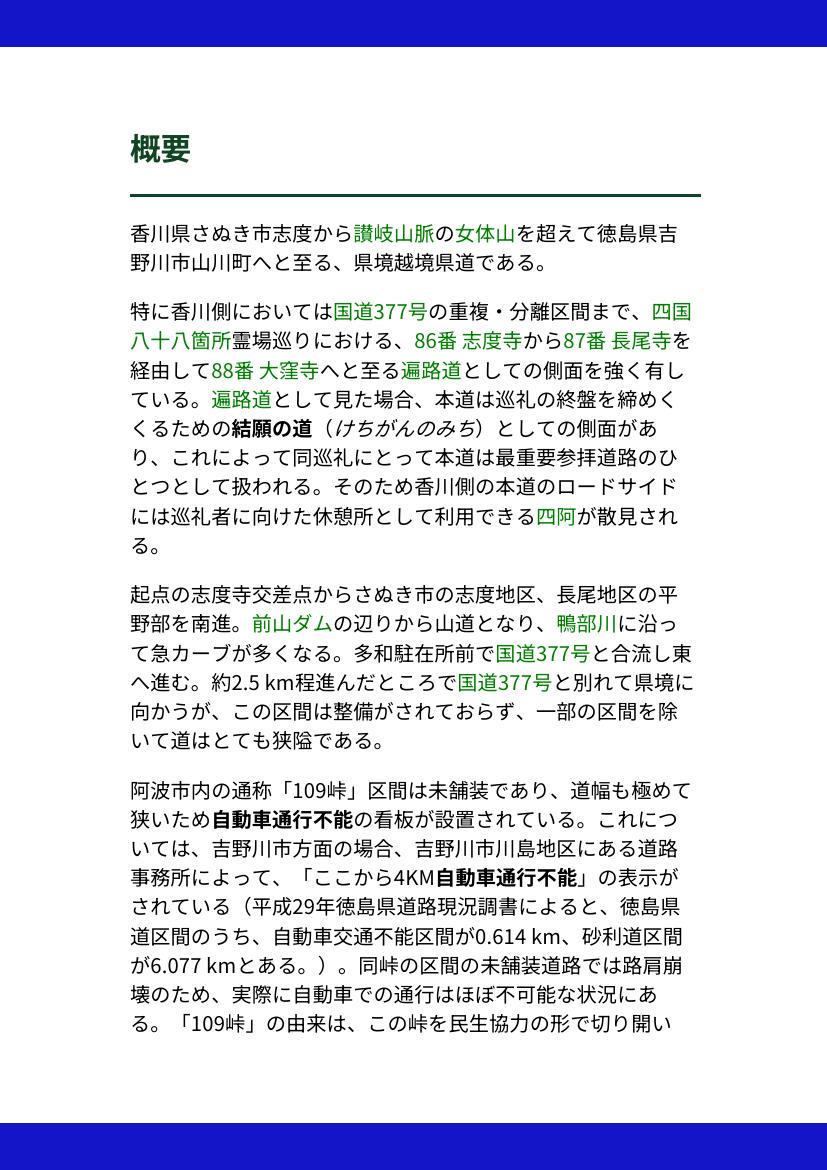 概要
香川県さぬき市志度から讃岐山脈の女体山を超えて徳島県吉
野川市山川町へと至る、県境越境県道である。
特に香川側においては国道377号の重複・分離区間まで、四国
八十八箇所霊場巡りにおける、86番 志度寺から87番 長尾寺を
経由して88番 大窪寺へと至る遍路道としての側面を強く有し
ている。遍路道として見た場合、本道は巡礼の終盤を締めく
くるための結願の道（けちがんのみち）としての側面があ
り、これによって同巡礼にとって本道は最重要参拝道路のひ
とつとして扱われる。そのため香川側の本道のロードサイド
には巡礼者に向けた休憩所として利用できる四阿が散見され
る。
起点の志度寺交差点からさぬき市の志度地区、長尾地区の平
野部を南進。前山ダムの辺りから山道となり、鴨部川に沿っ
て急カーブが多くなる。多和駐在所前で国道377号と合流し東
へ進む。約2.5 km程進んだところで国道377号と別れて県境に
向かうが、この区間は整備がされておらず、一部の区間を除
いて道はとても狭隘である。
阿波市内の通称「109峠」区間は未舗装であり、道幅も極めて
狭いため自動車通行不能の看板が設置されている。これにつ
いては、吉野川市方面の場合、吉野川市川島地区にある道路
事務所によって、「ここから4KM自動車通行不能」の表示が
されている（平成29年徳島県道路現況調書によると、徳島県
道区間のうち、自動車交通不能区間が0.614 km、砂利道区間
が6.077 kmとある。）。同峠の区間の未舗装道路では路肩崩
壊のため、実際に自動車での通行はほぼ不可能な状況にあ
る。「109峠」の由来は、この峠を民生協力の形で切り開い